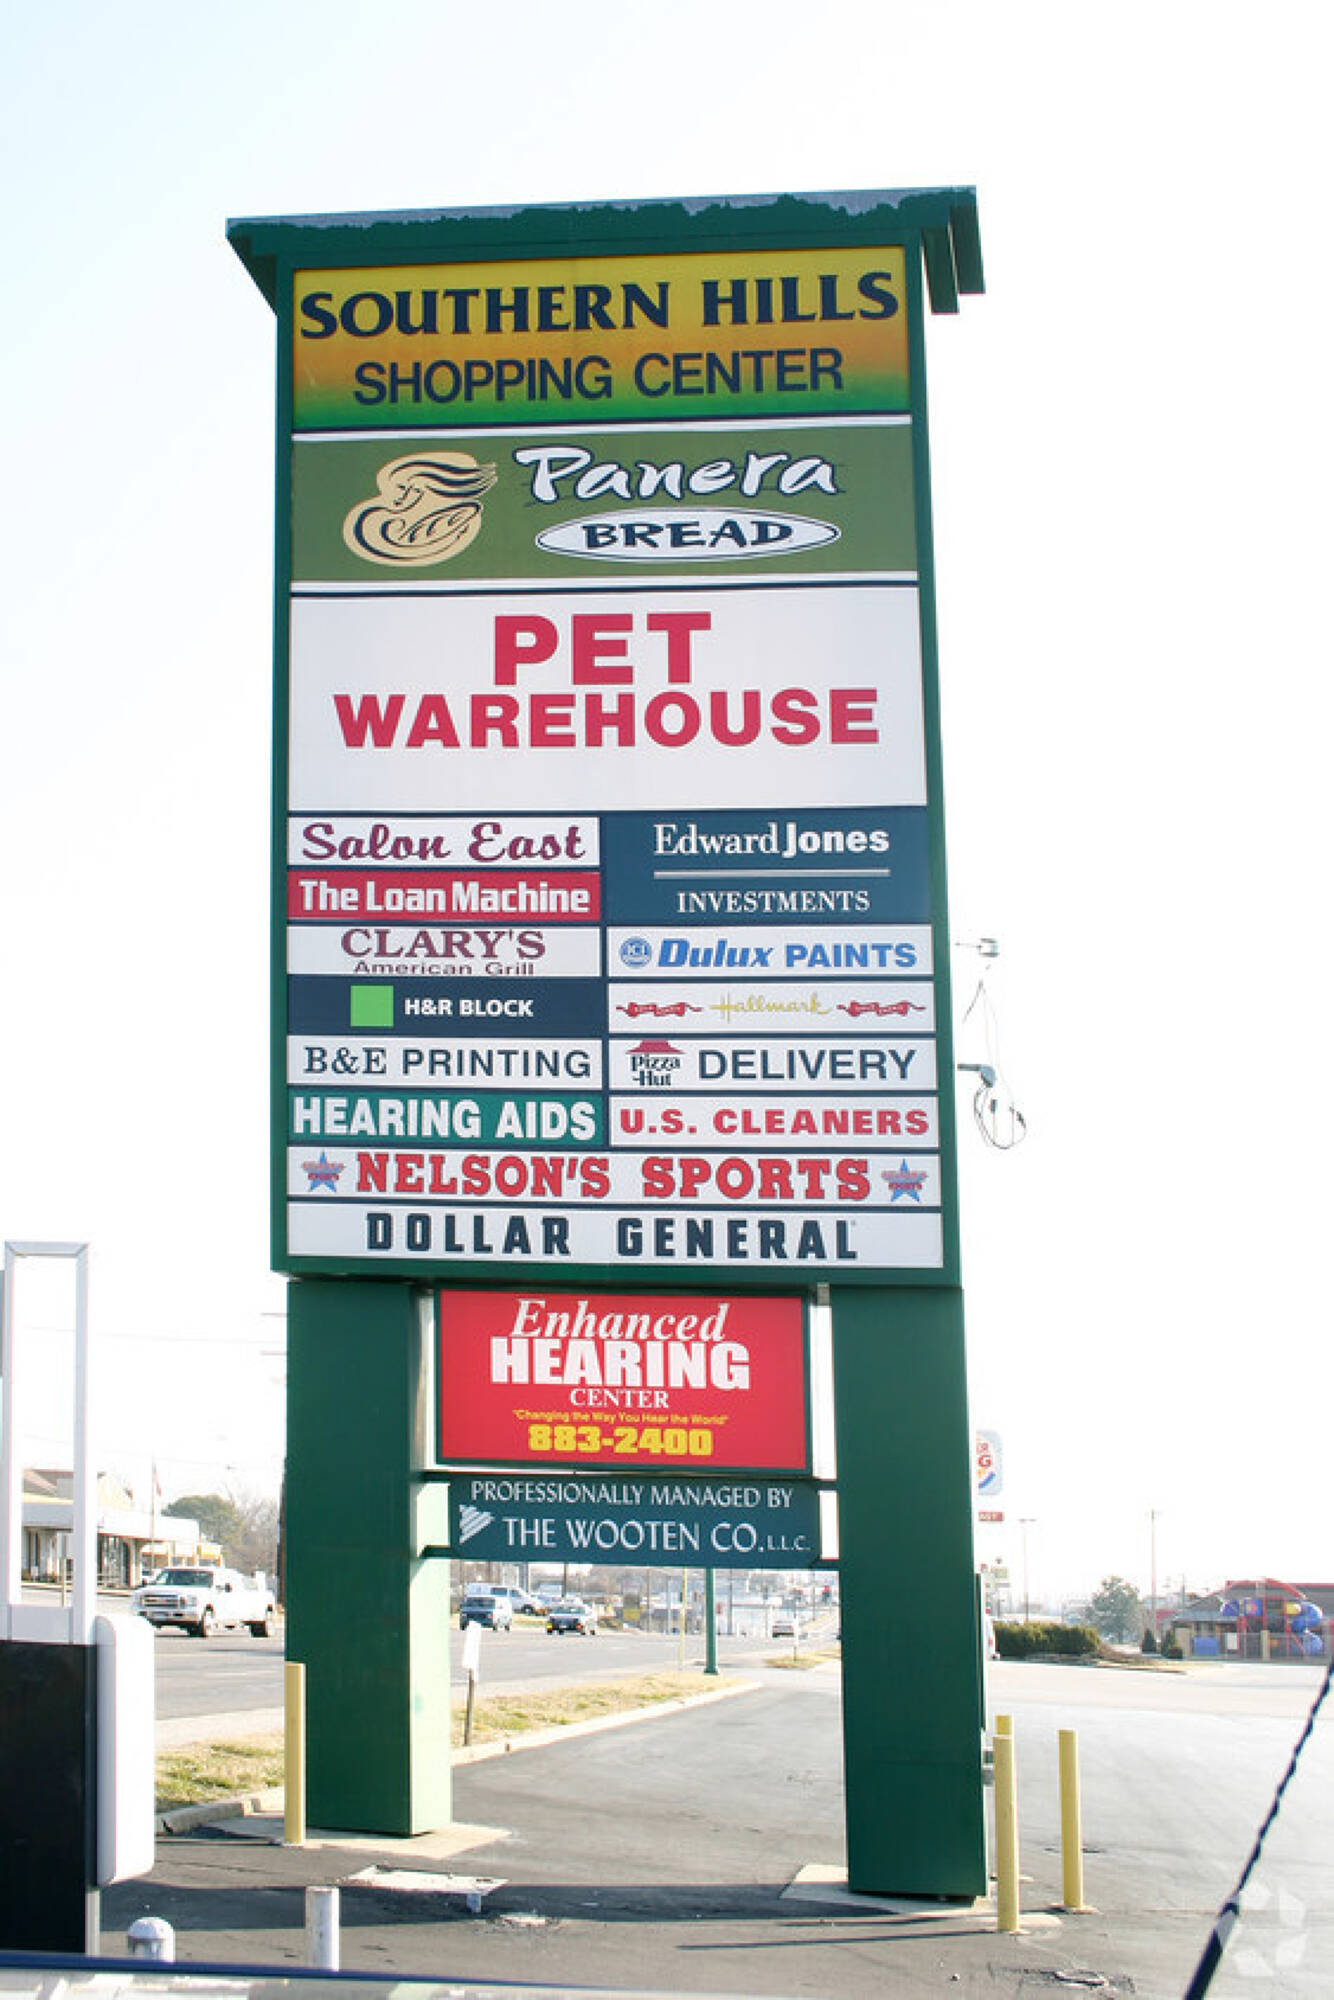 SOUTHERN HILLS
SHOPPING CENTER
Panera
BREAD
PET
WAREHOUSE
Salon East
The Loan Machine
CLARY'S
American Grill
H&R BLOCK
B&E PRINTING
HEARING AIDS
Edward Jones
INVESTMENTS
ICI Dulux PAINTS
Hallmark
Pizza
Hut
DELIVERY
U.S. CLEANERS
NELSON'S SPORTS
DOLLAR GENERAL
Enhanced
HEARING
CENTER
"Changing the Way You Hear the World"
883-2400
PROFESSIONALLY MANAGED BY
THE WOOTEN CO.L.L.C.